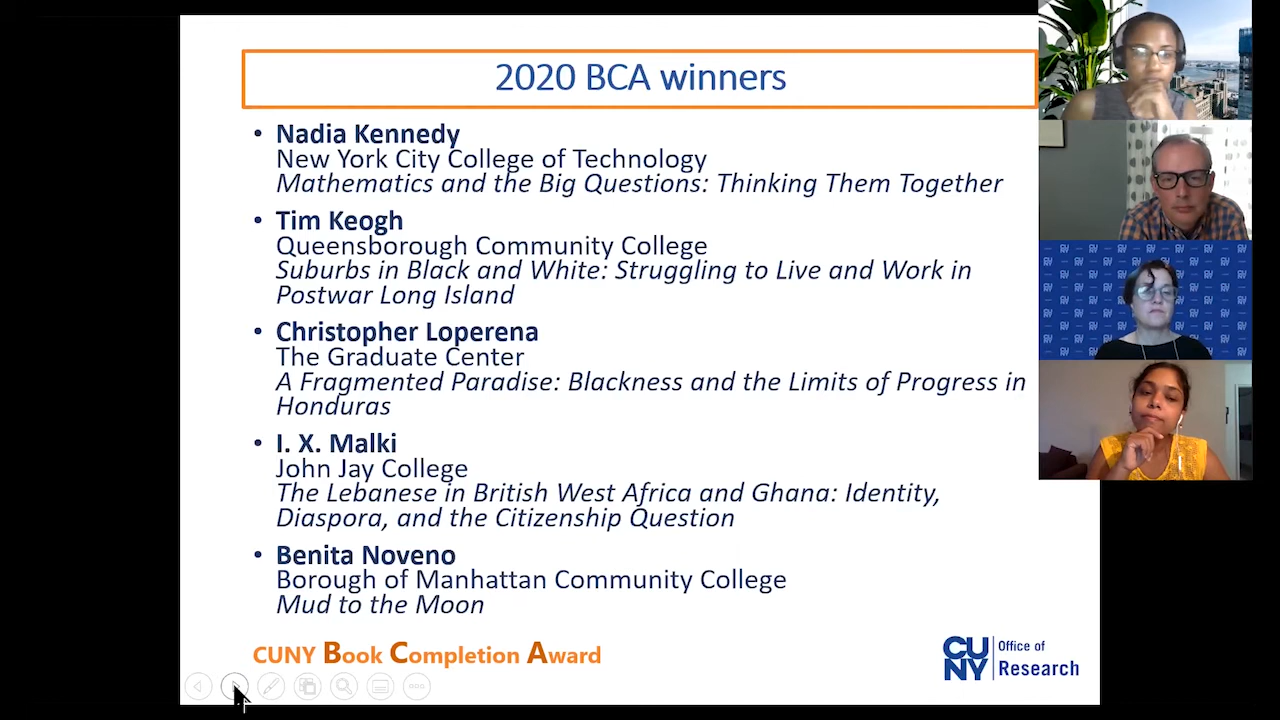 2020 BCA winners
• Nadia Kennedy
New York City College of Technology
Mathematics and the Big Questions: Thinking Them Together
• Tim Keogh
Queensborough Community College
Suburbs in Black and White: Struggling to Live and Work in
Postwar Long Island
• Christopher Loperena
The Graduate Center
A Fragmented Paradise: Blackness and the Limits of Progress in
Honduras
• I. X. Malki
John Jay College
The Lebanese in British West Africa and Ghana: Identity,
Diaspora, and the Citizenship Question
• Benita Noveno
Borough of Manhattan Community College
Mud to the Moon
CUNY Book Completion Award
CU
NY
Office of
Research